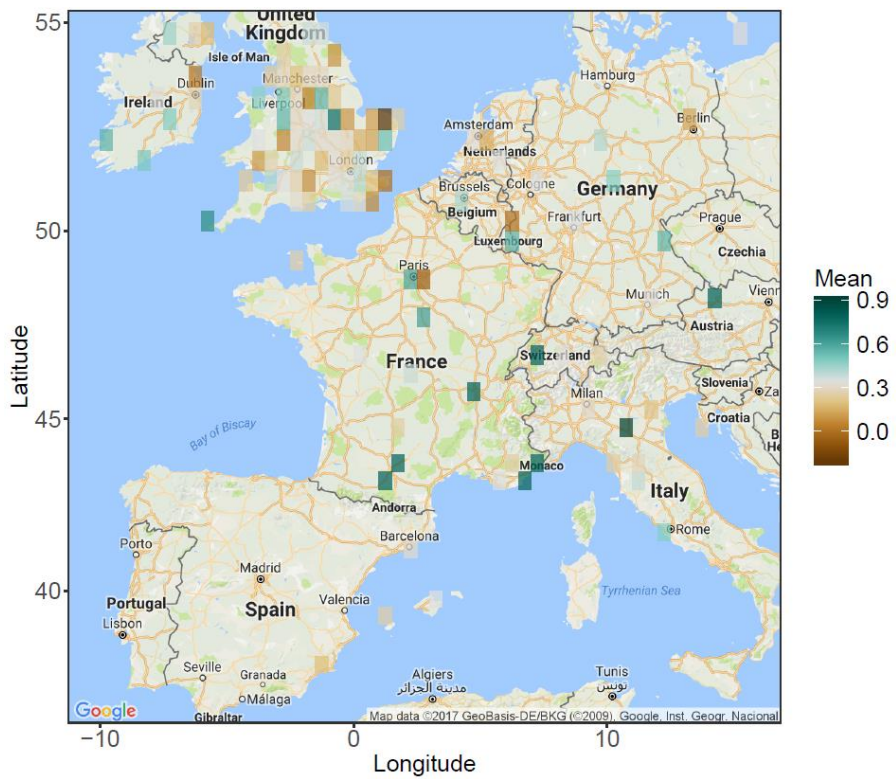 55
50
45
40
−10
0
10
Latitude
Longitude
Mean
0.9
0.6
0.3
0.0
United
Kingdom
Isle of Man
Dublin
Ireland
Manchester
Liverpool
London
Hamburg
Berlin
Amsterdam
Netherlands
Brussels
Belgium
Cologne
Germany
Frankfurt
Luxembourg
Prague
Czechia
Paris
Munich
Vienn
Austria
France
Switzerland
Milan
Slovenia
Za
Croatia
B
He
Bay of Biscay
Monaco
Andorra
Italy
Rome
Barcelona
Porto
Madrid
Portugal
Spain
Valencia
Lisbon
Tyrrhenian Sea
Seville
Granada
Málaga
Gibraltar
Algiers
مدينة الجزائر
Tunis
تونس
Google
Map data ©2017 GeoBasis-DE/BKG (©2009), Google, Inst. Geogr. Nacional